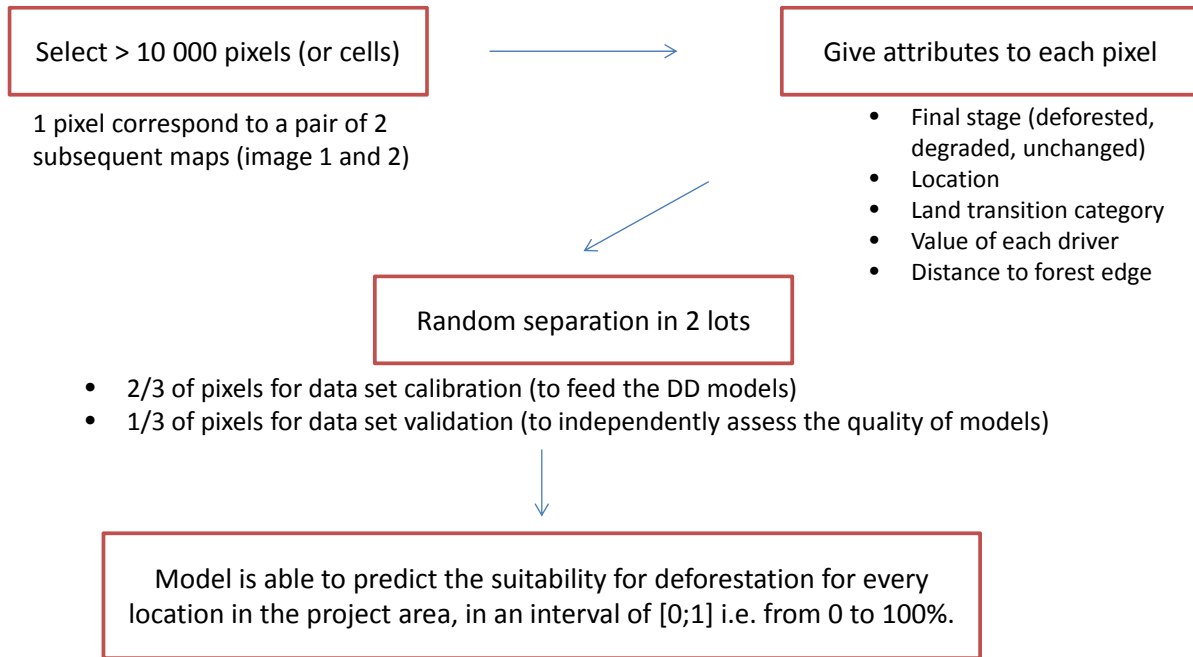 Select > 10 000 pixels (or cells)
1 pixel correspond to a pair of 2
subsequent maps (image 1 and 2)
Give attributes to each pixel
• Final stage (deforested,
degraded, unchanged)
• Location
• Land transition category
• Value of each driver
• Distance to forest edge
Random separation in 2 lots
• 2/3 of pixels for data set calibration (to feed the DD models)
• 1/3 of pixels for data set validation (to independently assess the quality of models)
Model is able to predict the suitability for deforestation for every
location in the project area, in an interval of [0;1] i.e. from 0 to 100%.